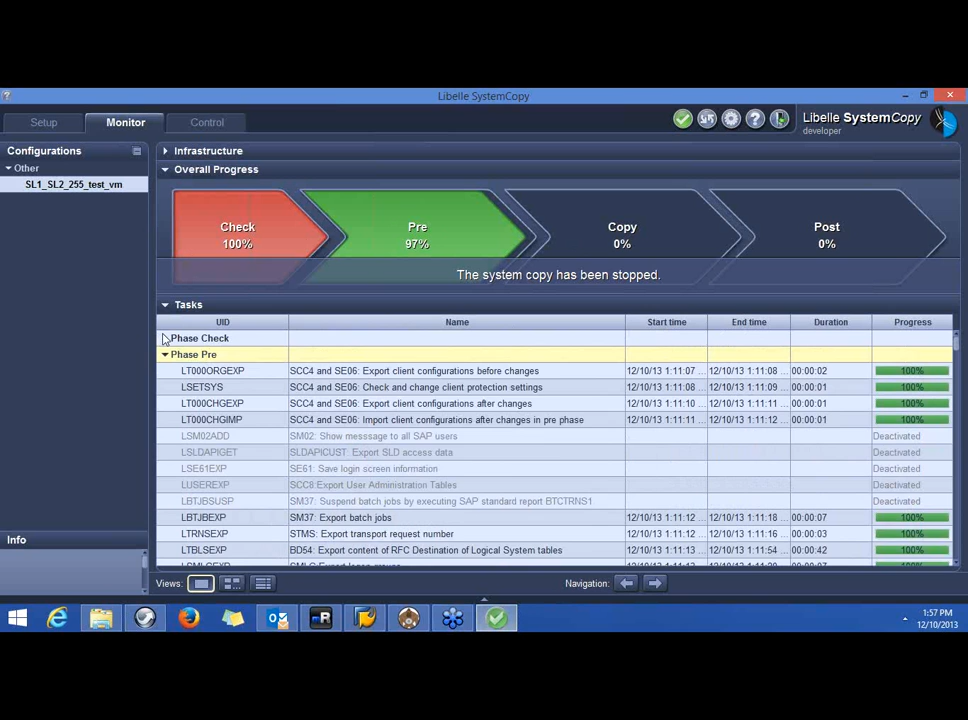 Libelle SystemCopy
Setup Monitor Control
Libelle SystemCopy
developer
Configurations
Other
SL1_SL2_255_test_vm
Infrastructure
Overall Progress
Check
100%
Pre
97%
Copy
0%
Post
0%
The system copy has been stopped.
Tasks
UID Name Start time End time Duration Progress
Phase Check
Phase Pre
LT000ORGEXP SCC4 and SE06: Export client configurations before changes 12/10/13 1:11:07 ... 12/10/13 1:11:08 ... 00:00:02 100%
LSETSYS SCC4 and SE06: Check and change client protection settings 12/10/13 1:11:08 ... 12/10/13 1:11:09 ... 00:00:01 100%
LT000CHGEXP SCC4 and SE06: Export client configurations after changes 12/10/13 1:11:10 ... 12/10/13 1:11:11 ... 00:00:01 100%
LT000CHGIMP SCC4 and SE06: Import client configurations after changes in pre phase 12/10/13 1:11:11 ... 12/10/13 1:11:12 ... 00:00:01 100%
LSM02ADD SM02: Show messsage to all SAP users Deactivated
LSLDAPIGET SLDAPICUST: Export SLD access data Deactivated
LSE61EXP SE61: Save login screen information Deactivated
LUSEREXP SCC8:Export User Administration Tables Deactivated
LBTJBSUSP SM37: Suspend batch jobs by executing SAP standard report BTCTRNS1 Deactivated
LBTJBEXP SM37: Export batch jobs 12/10/13 1:11:12 ... 12/10/13 1:11:18 ... 00:00:07 100%
LTRNSEXP STMS: Export transport request number 12/10/13 1:11:12 ... 12/10/13 1:11:16 ... 00:00:03 100%
LTBLSEXP BD54: Export content of RFC Destination of Logical System tables 12/10/13 1:11:13 ... 12/10/13 1:11:54 ... 00:00:42 100%
Info
Views: Navigation:
1:57 PM
12/10/2013